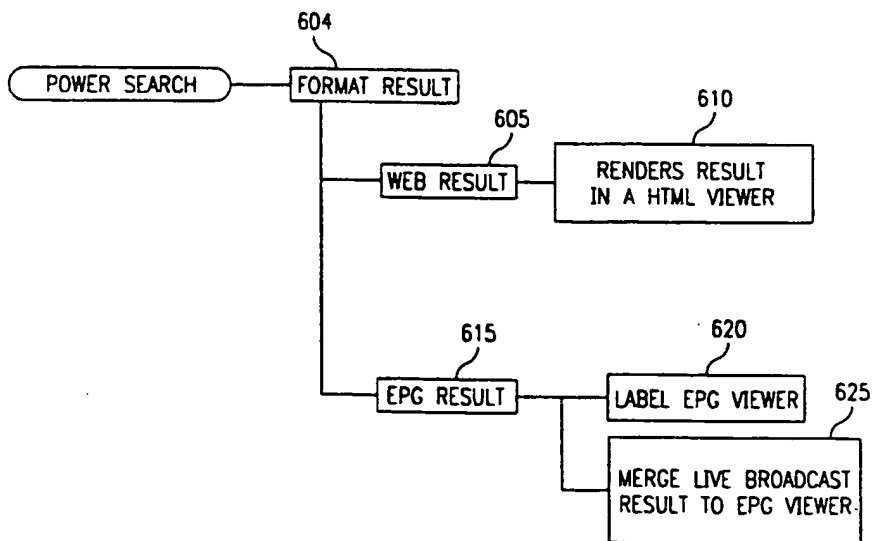 604
POWER SEARCH
FORMAT RESULT
605
610
WEB RESULT
RENDERS RESULT
IN A HTML VIEWER
615
620
EPG RESULT
LABEL EPG VIEWER
625
MERGE LIVE BROADCAST
RESULT TO EPG VIEWER